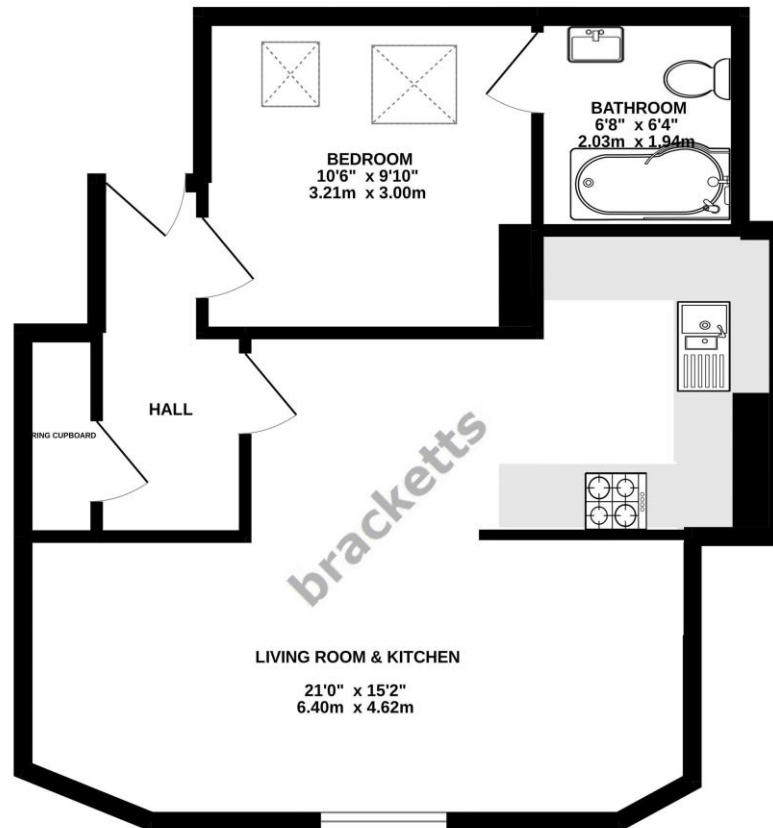 BATHROOM
6'8" x 6'4"
2.03m x 1.94m
BEDROOM
10'6" x 9'10"
3.21m x 3.00m
HALL
RING CUPBOARD
bracketts
LIVING ROOM & KITCHEN
21'0" x 15'2"
6.40m x 4.62m